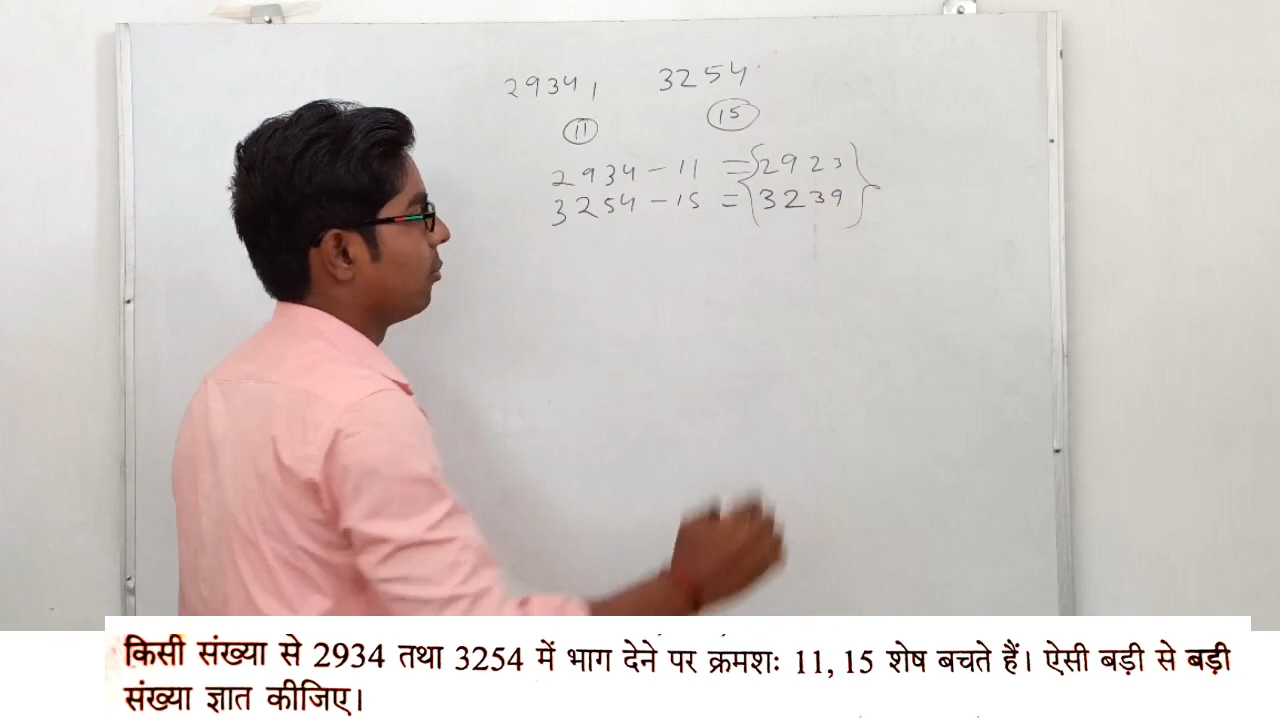 2934, 3254
11 15
2934 - 11 = 2923
3254 - 15 = 3239
किसी संख्या से 2934 तथा 3254 में भाग देने पर क्रमशः 11, 15 शेष बचते हैं। ऐसी बड़ी से बड़ी
संख्या ज्ञात कीजिए।